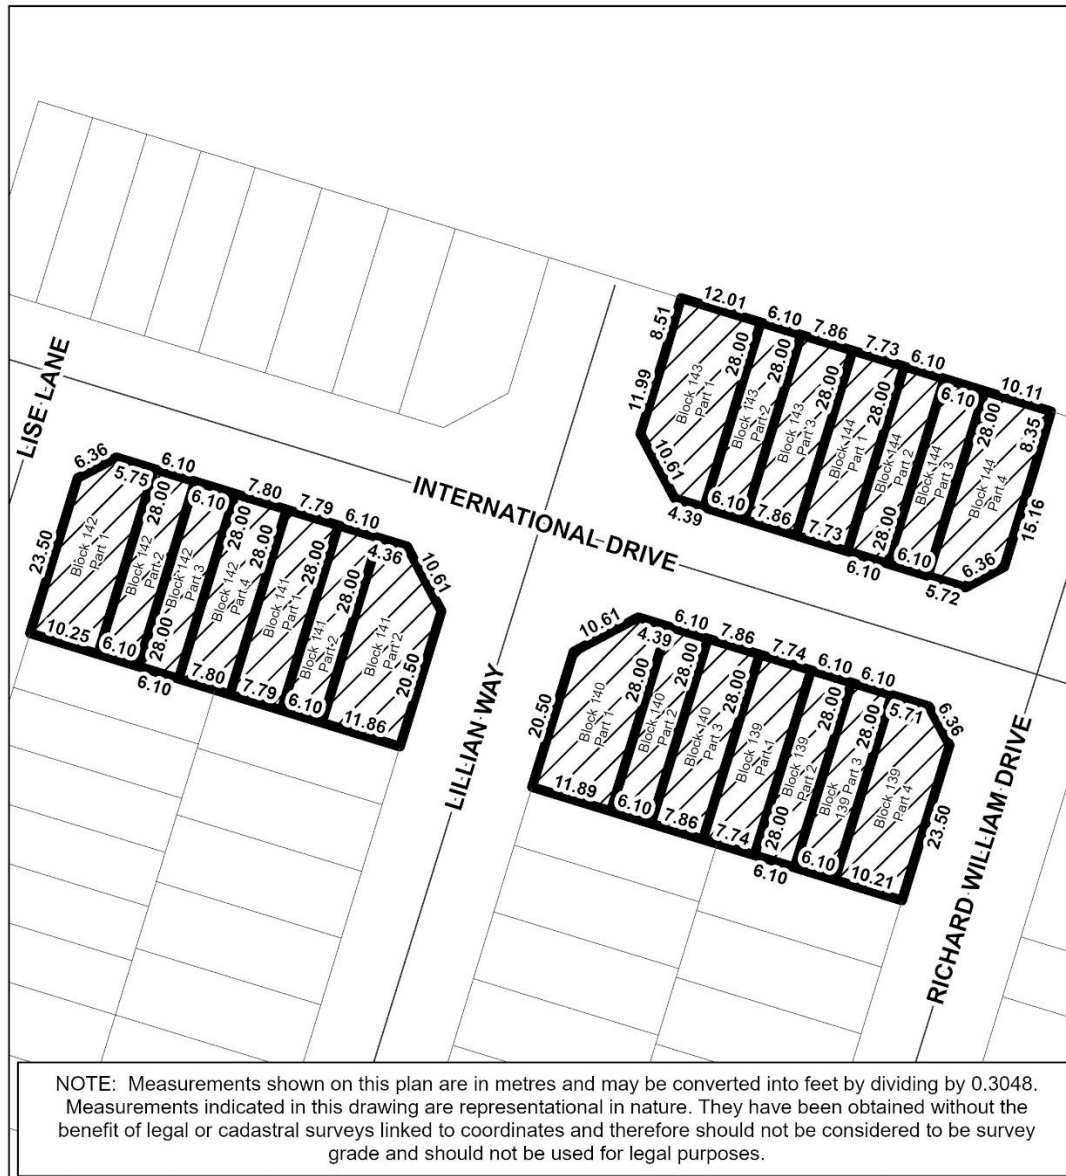 12.01
6.10
7.86
7.73
6.10
10.11
8.51
11.99
10.61
4.39
28.00
28.00
28.00
28.00
6.10
28.00
8.35
15.16
6.36
5.72
Block 143
Part 1
Block 143
Part 2
Block 143
Part 3
Block 144
Part 1
Block 144
Part 2
Block 144
Part 3
Block 144
Part 4
6.10
7.86
7.73
28.00
6.10
6.10
LISE LANE
INTERNATIONAL DRIVE
6.36
5.75
6.10
6.10
7.80
7.79
6.10
4.36
10.61
23.50
28.00
28.00
28.00
28.00
28.00
20.50
Block 142
Part 1
Block 142
Part 2
Block 142
Part 3
Block 142
Part 4
Block 141
Part 1
Block 141
Part 2
Block 141
Part 2
10.25
6.10
28.00
6.10
7.80
7.79
6.10
11.86
LILLIAN WAY
10.61
4.39
6.10
7.86
7.74
6.10
6.10
5.71
6.36
20.50
28.00
28.00
28.00
28.00
28.00
23.50
Block 140
Part 1
Block 140
Part 2
Block 140
Part 3
Block 139
Part 1
Block 139
Part 2
Block
139 Part 3
Block 139
Part 4
11.89
6.10
7.86
7.74
28.00
6.10
6.10
10.21
RICHARD WILLIAM DRIVE
NOTE: Measurements shown on this plan are in metres and may be converted into feet by dividing by 0.3048.
Measurements indicated in this drawing are representational in nature. They have been obtained without the
benefit of legal or cadastral surveys linked to coordinates and therefore should not be considered to be survey
grade and should not be used for legal purposes.